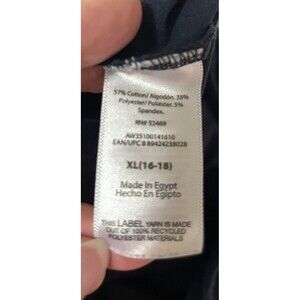 57% Cotton/ Algodón. 38%
Polyester/ Poliéster. 5%
Spandex.
RN# 52469
AW35100141610
EAN/UPC 8 89424238028
XL(16-18)
Made In Egypt
Hecho En Egipto
THIS LABEL YARN IS MADE
OUT OF 100% RECYCLED
POLYESTER MATERIALS